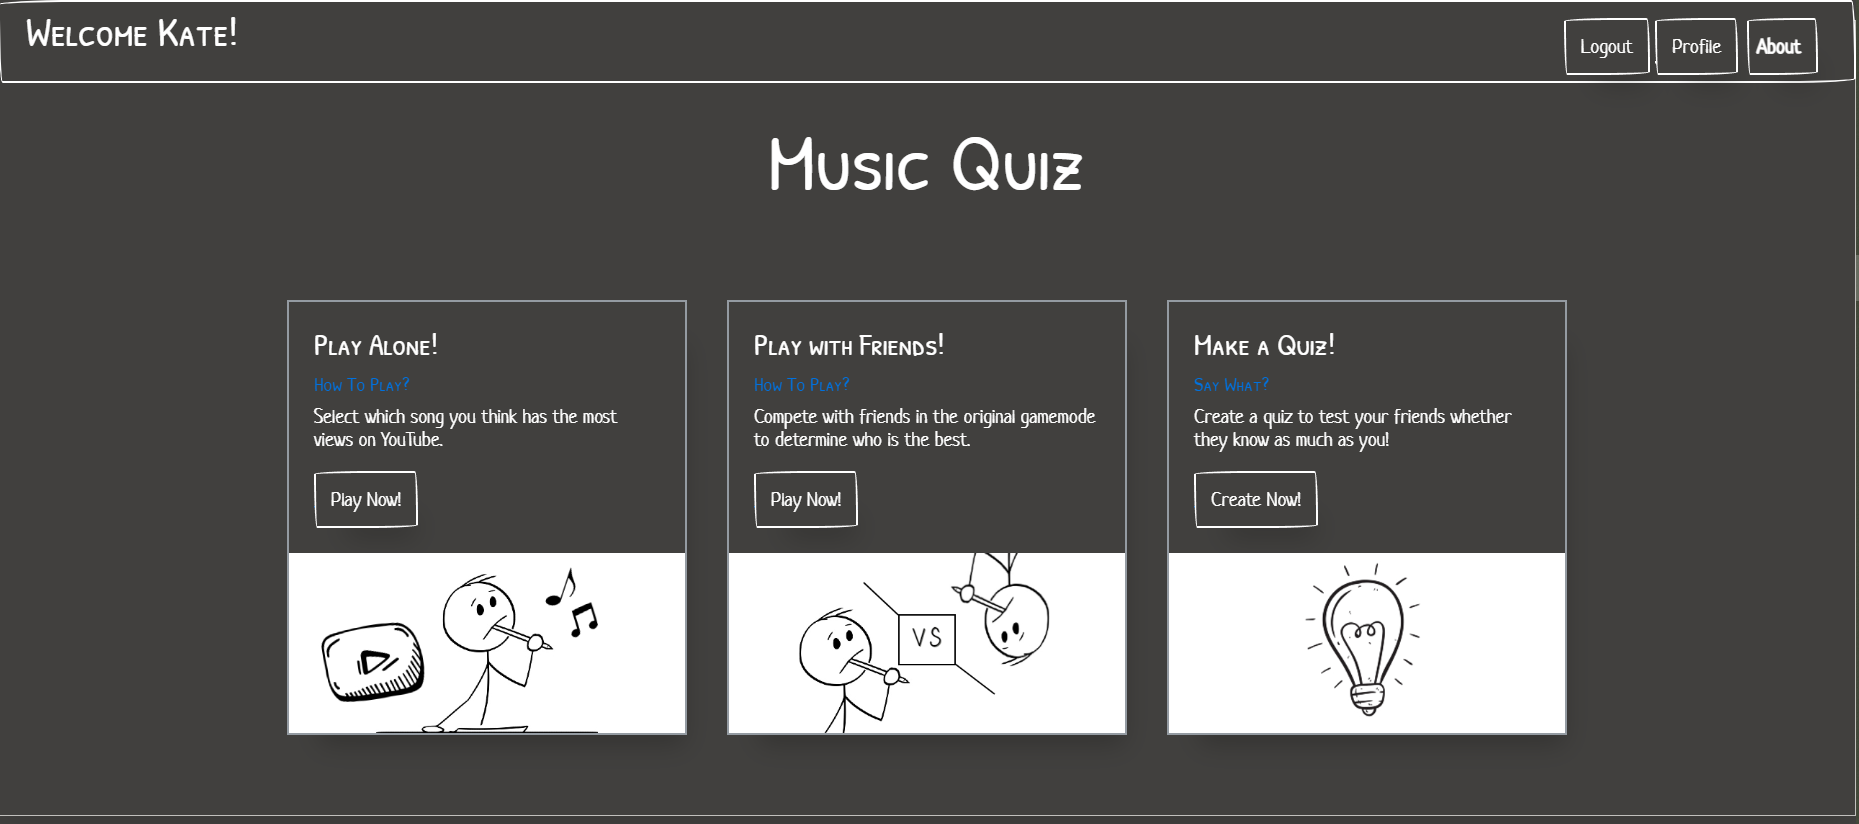 Welcome Kate!
Logout
Profile
About
Music Quiz
Play Alone!
How To Play?
Select which song you think has the most
views on YouTube.
Play Now!
Play with Friends!
How To Play?
Compete with friends in the original gamemode
to determine who is the best.
Play Now!
VS
Make a Quiz!
Say What?
Create a quiz to test your friends whether
they know as much as you!
Create Now!